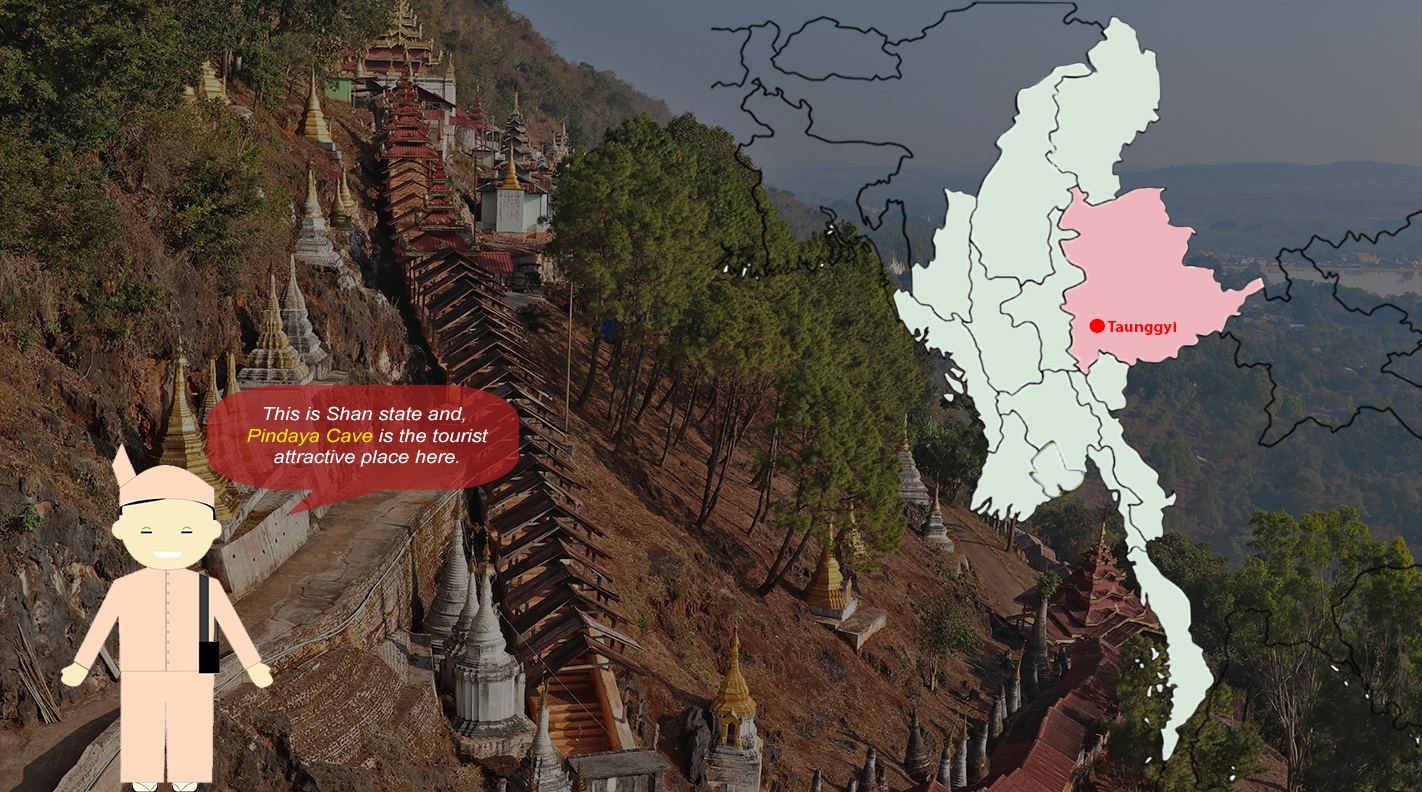 This is Shan state and,
Pindaya Cave is the tourist
attractive place here.
Taunggyi